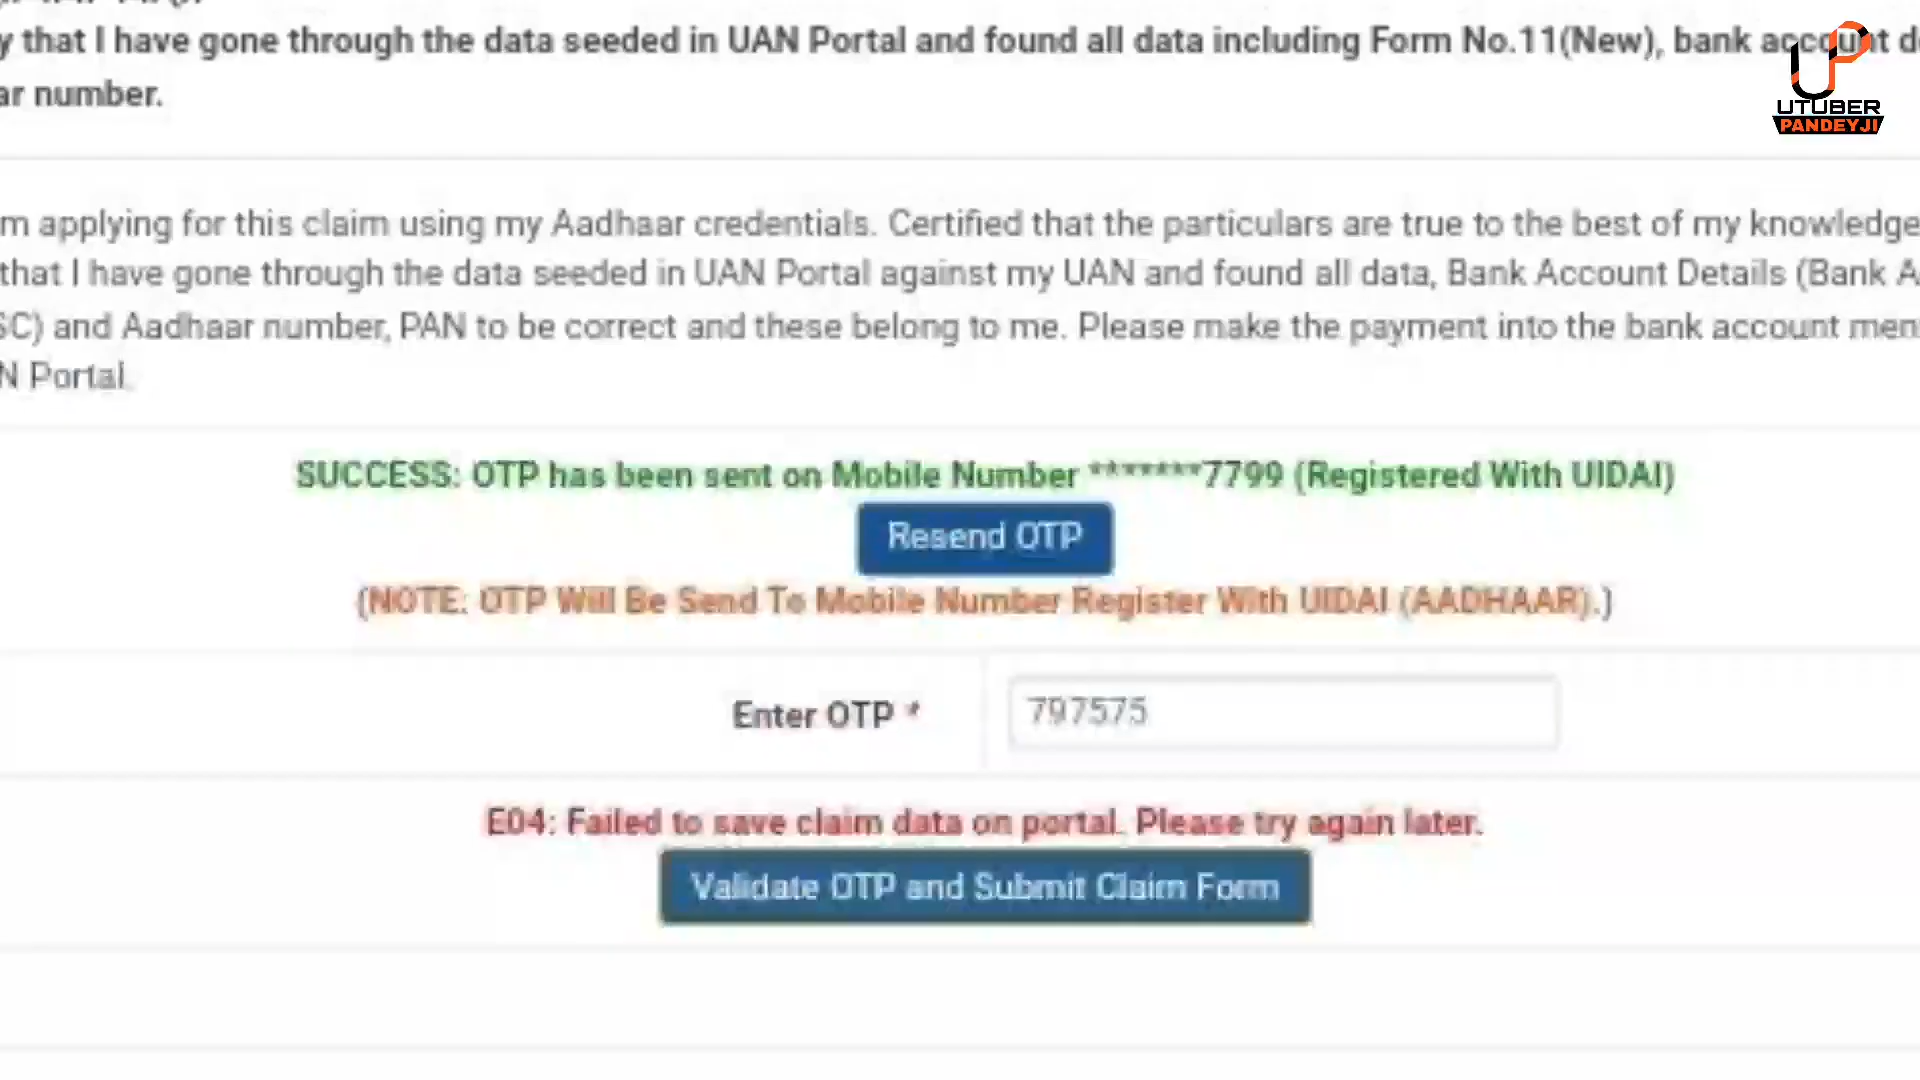 y that I have gone through the data seeded in UAN Portal and found all data including Form No.11(New), bank account d
ar number.
UTUBER
PANDEYJI
m applying for this claim using my Aadhaar credentials. Certified that the particulars are true to the best of my knowledge
that I have gone through the data seeded in UAN Portal against my UAN and found all data, Bank Account Details (Bank A
SC) and Aadhaar number, PAN to be correct and these belong to me. Please make the payment into the bank account men
N Portal.
SUCCESS: OTP has been sent on Mobile Number *******7799 (Registered With UIDAI)
Resend OTP
(NOTE: OTP Will Be Send To Mobile Number Register With UIDAI (AADHAAR).)
Enter OTP *
797575
E04: Failed to save claim data on portal. Please try again later.
Validate OTP and Submit Claim Form